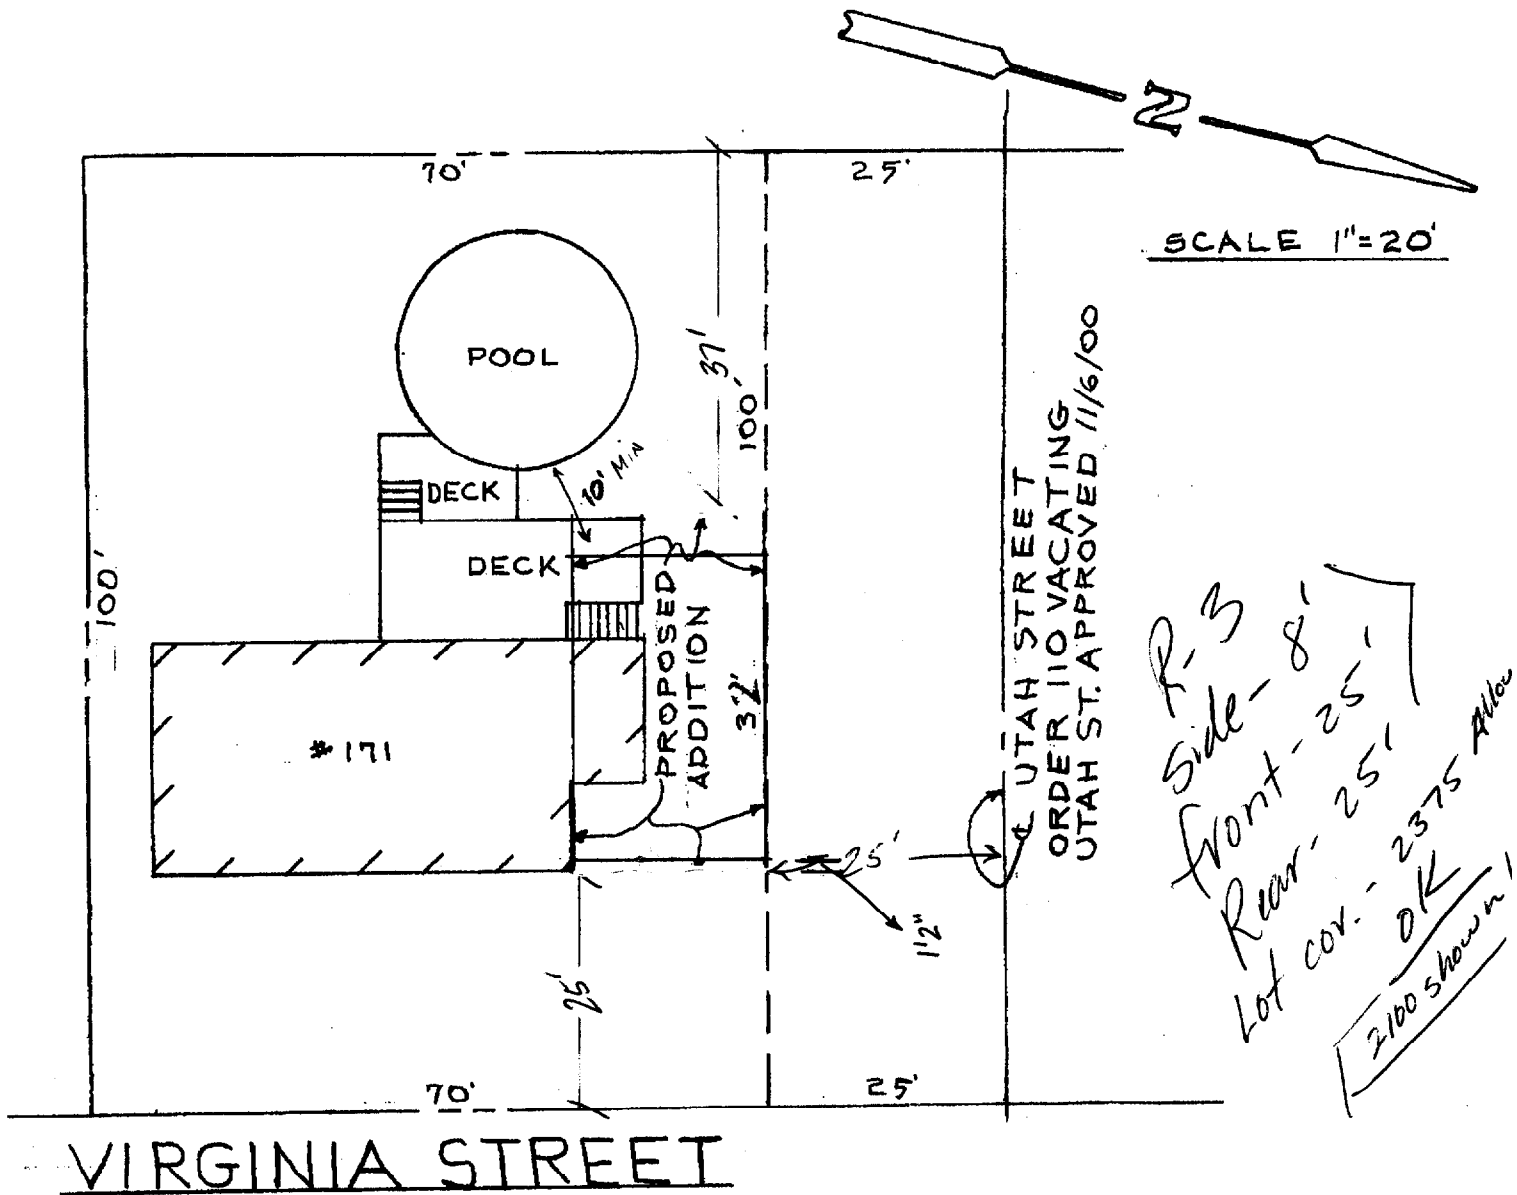 N
SCALE 1"=20'
70'
25'
POOL
37'
100'
10' MIN
DECK
DECK
100'
PROPOSED
ADDITION
32'
#171
UTAH STREET
ORDER 110 VACATING
UTAH ST. APPROVED 11/6/00
R-3
Side - 8'
Front - 25'
Rear - 25'
Lot cov. - 2375 Allow
OK
2100 shown
25'
1'2"
25'
70'
25'
VIRGINIA STREET